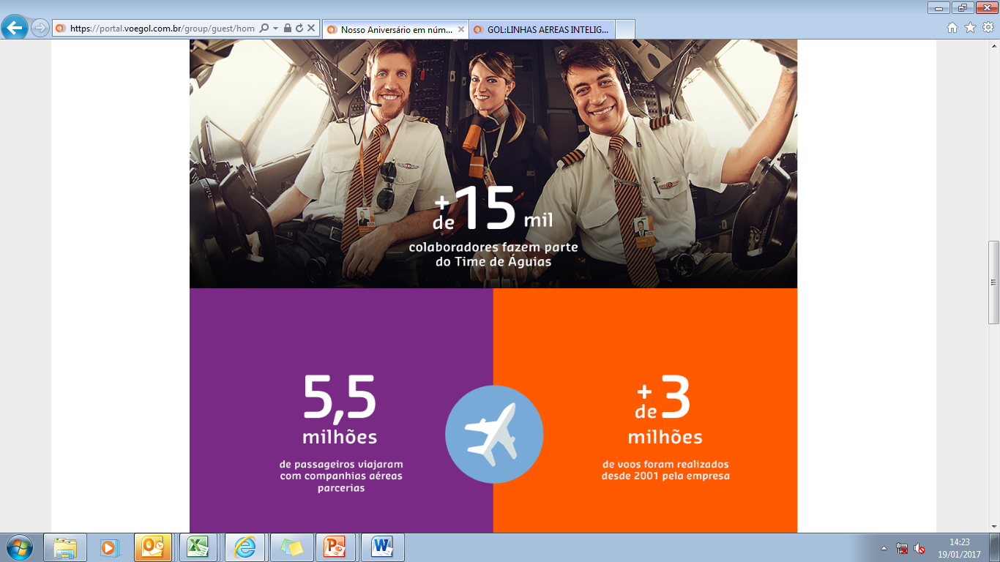 https://portal.voegol.com.br/group/guest/hom
Nosso Aniversário em núm...
GOL:LINHAS AEREAS INTELIG...
+ de 15 mil
colaboradores fazem parte
do Time de Águias
5,5
milhões
de passageiros viajaram
com companhias aéreas
parcerias
+ de 3
milhões
de voos foram realizados
desde 2001 pela empresa
14:23
19/01/2017